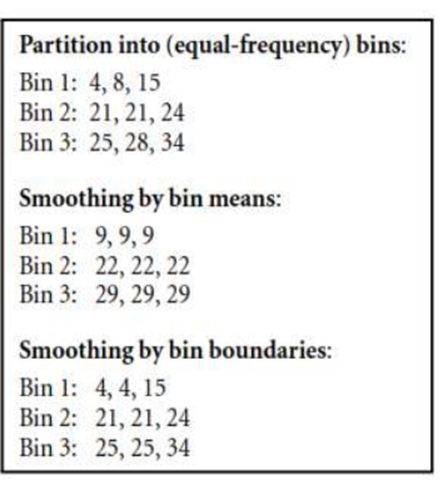 Partition into (equal-frequency) bins:
Bin 1: 4, 8, 15
Bin 2: 21, 21, 24
Bin 3: 25, 28, 34
Smoothing by bin means:
Bin 1: 9, 9, 9
Bin 2: 22, 22, 22
Bin 3: 29, 29, 29
Smoothing by bin boundaries:
Bin 1: 4, 4, 15
Bin 2: 21, 21, 24
Bin 3: 25, 25, 34